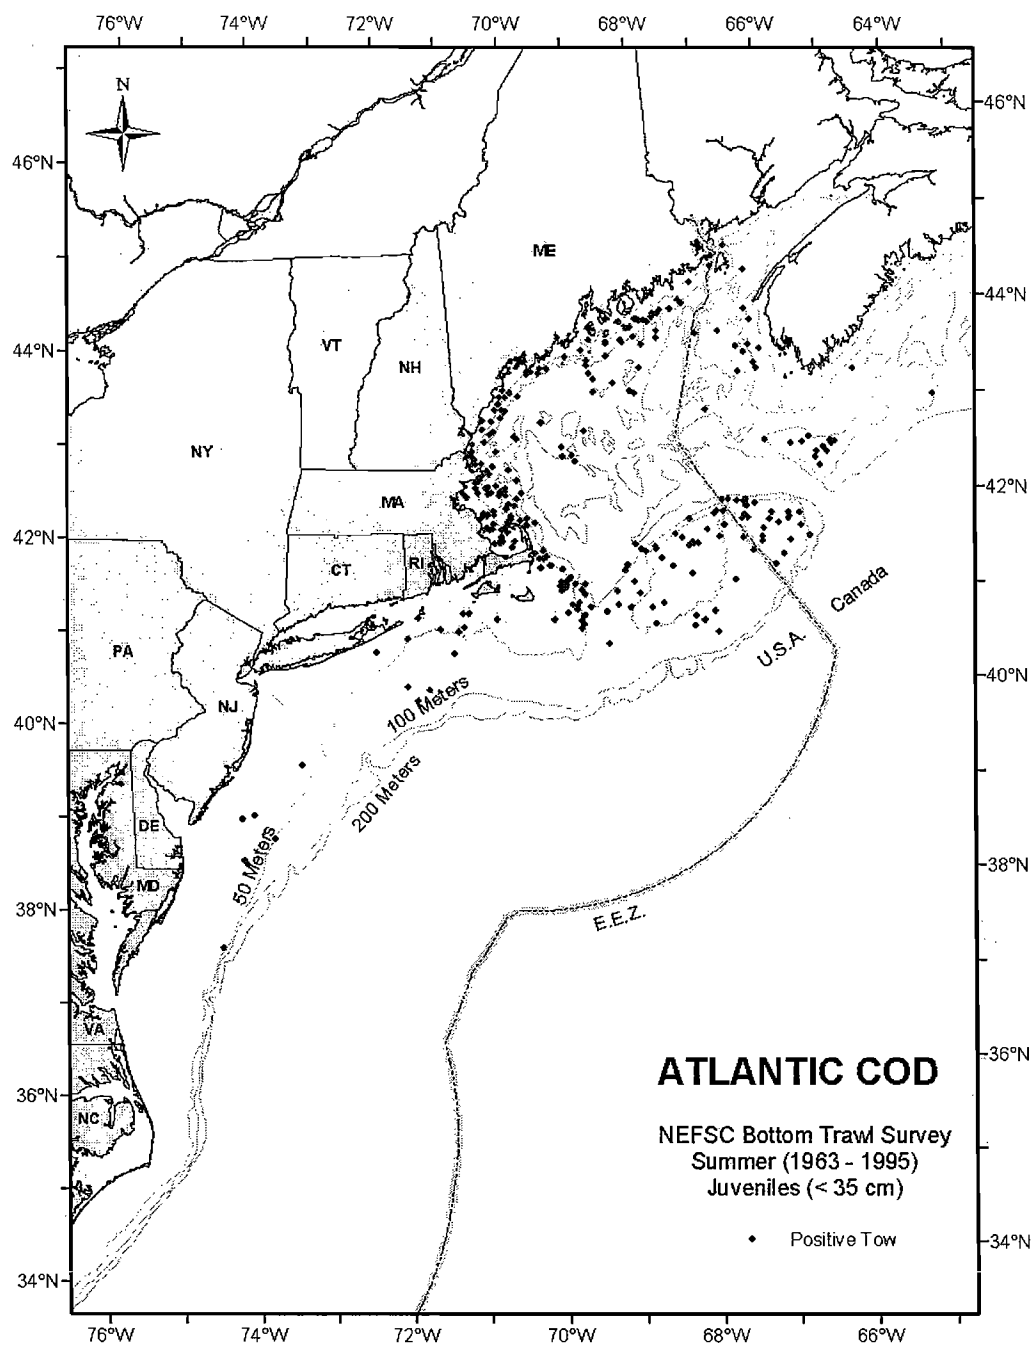 76°W 74°W 72°W 70°W 68°W 66°W 64°W
N
46°N
46°N
ME
44°N
VT
44°N
NH
NY
42°N
MA
42°N
RI
CT
Canada
PA
U.S.A.
40°N
100 Meters
NJ
40°N
200 Meters
DE
50 Meters
38°N
MD
38°N
E.E.Z.
VA
36°N
ATLANTIC COD
36°N
NC
NEFSC Bottom Trawl Survey
Summer (1963 - 1995)
Juveniles (< 35 cm)
Positive Tow
34°N
34°N
76°W 74°W 72°W 70°W 68°W 66°W